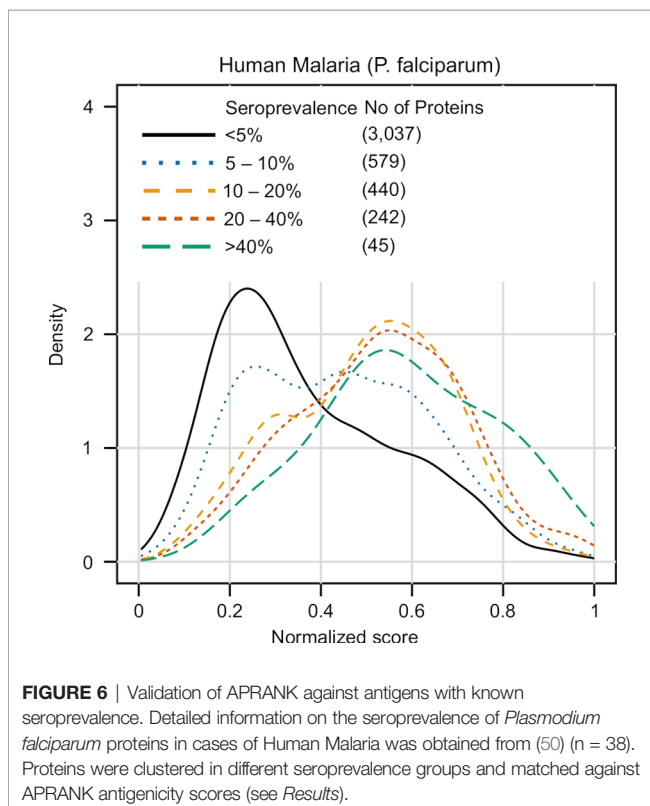 Human Malaria (P. falciparum)
Seroprevalence No of Proteins
<5% (3,037)
5 – 10% (579)
10 – 20% (440)
20 – 40% (242)
>40% (45)
4
3
2
1
0
Density
0 0.2 0.4 0.6 0.8 1
Normalized score
FIGURE 6 | Validation of APRANK against antigens with known
seroprevalence. Detailed information on the seroprevalence of Plasmodium
falciparum proteins in cases of Human Malaria was obtained from (50) (n = 38).
Proteins were clustered in different seroprevalence groups and matched against
APRANK antigenicity scores (see Results).